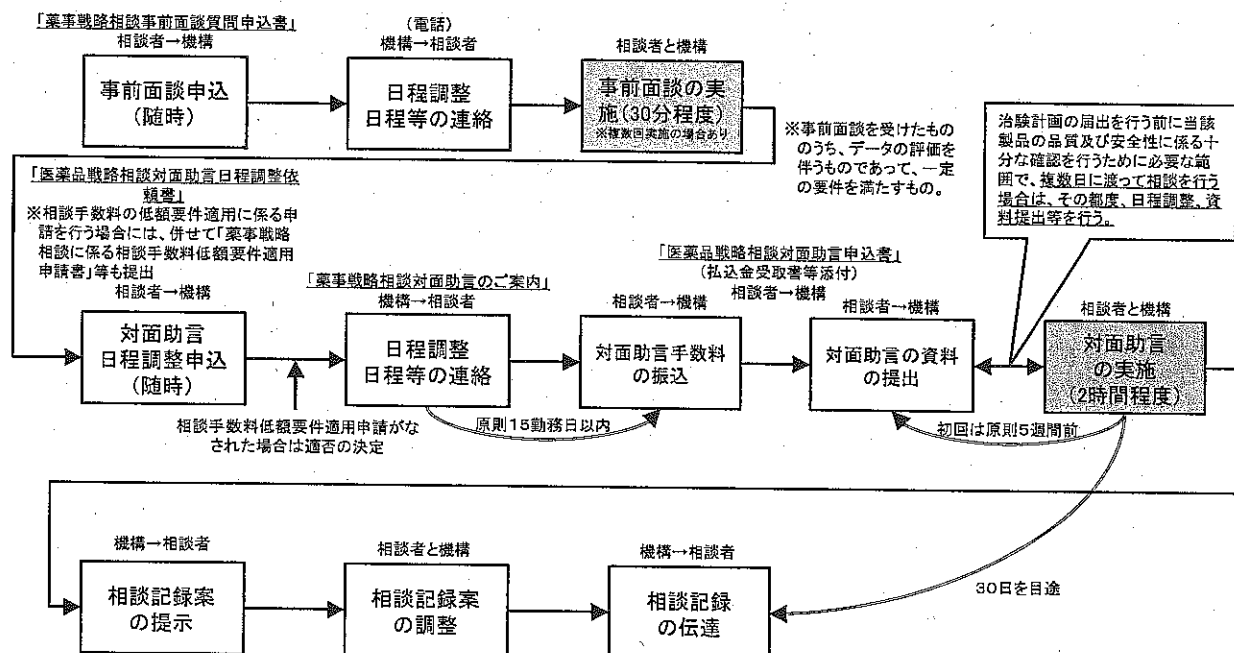 「薬事戦略相談事前面談質問申込書」
相談者→機構
事前面談申込
(随時)
(電話)
機構→相談者
日程調整
日程等の連絡
相談者と機構
事前面談の実
施(30分程度)
※複数回実施の場合あり
※事前面談を受けたもの
のうち、データの評価を
伴うものであって、一定
の要件を満たすもの。
治験計画の届出を行う前に当該
製品の品質及び安全性に係る十
分な確認を行うために必要な範
囲で、複数日に渡って相談を行う
場合は、その都度、日程調整、資
料提出等を行う。
「医薬品戦略相談対面助言日程調整依
頼書」
※相談手数料の低額要件適用に係る申
請を行う場合には、併せて「薬事戦略
相談に係る相談手数料低額要件適用
申請書」等も提出
相談者→機構
対面助言
日程調整申込
(随時)
相談手数料低額要件適用申請がな
された場合は適否の決定
「薬事戦略相談対面助言のご案内」
機構→相談者
日程調整
日程等の連絡
原則15勤務日以内
「医薬品戦略相談対面助言申込書」
(払込金受取書等添付)
相談者→機構
相談者→機構
対面助言手数料
の振込
相談者→機構
対面助言の資料
の提出
初回は原則5週間前
相談者と機構
対面助言
の実施
(2時間程度)
機構→相談者
相談記録案
の提示
相談者と機構
相談記録案
の調整
機構→相談者
相談記録
の伝達
30日を目途